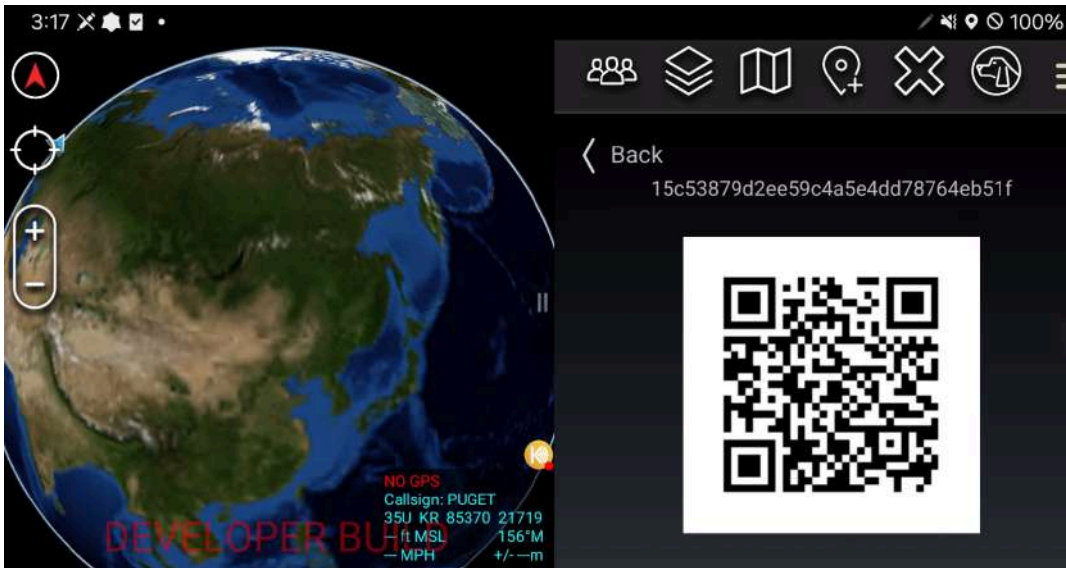 3:17
100%
Back
15c53879d2ee59c4a5e4dd78764eb51f
NO GPS
Callsign: PUGET
35U KR 85370 21719
--- ft MSL 156°M
--- MPH +/- ---m
DEVELOPER BUILD